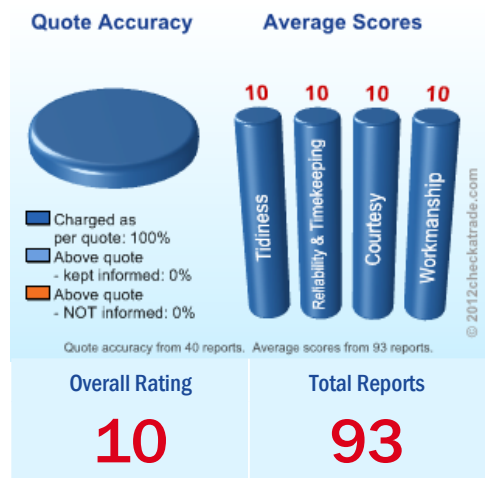 Quote Accuracy
Average Scores
10 10 10 10
Tidiness
Reliability & Timekeeping
Courtesy
Workmanship
Charged as
per quote: 100%
Above quote
- kept informed: 0%
Above quote
- NOT informed: 0%
© 2012checkatrade.com
Quote accuracy from 40 reports. Average scores from 93 reports.
Overall Rating
10
Total Reports
93